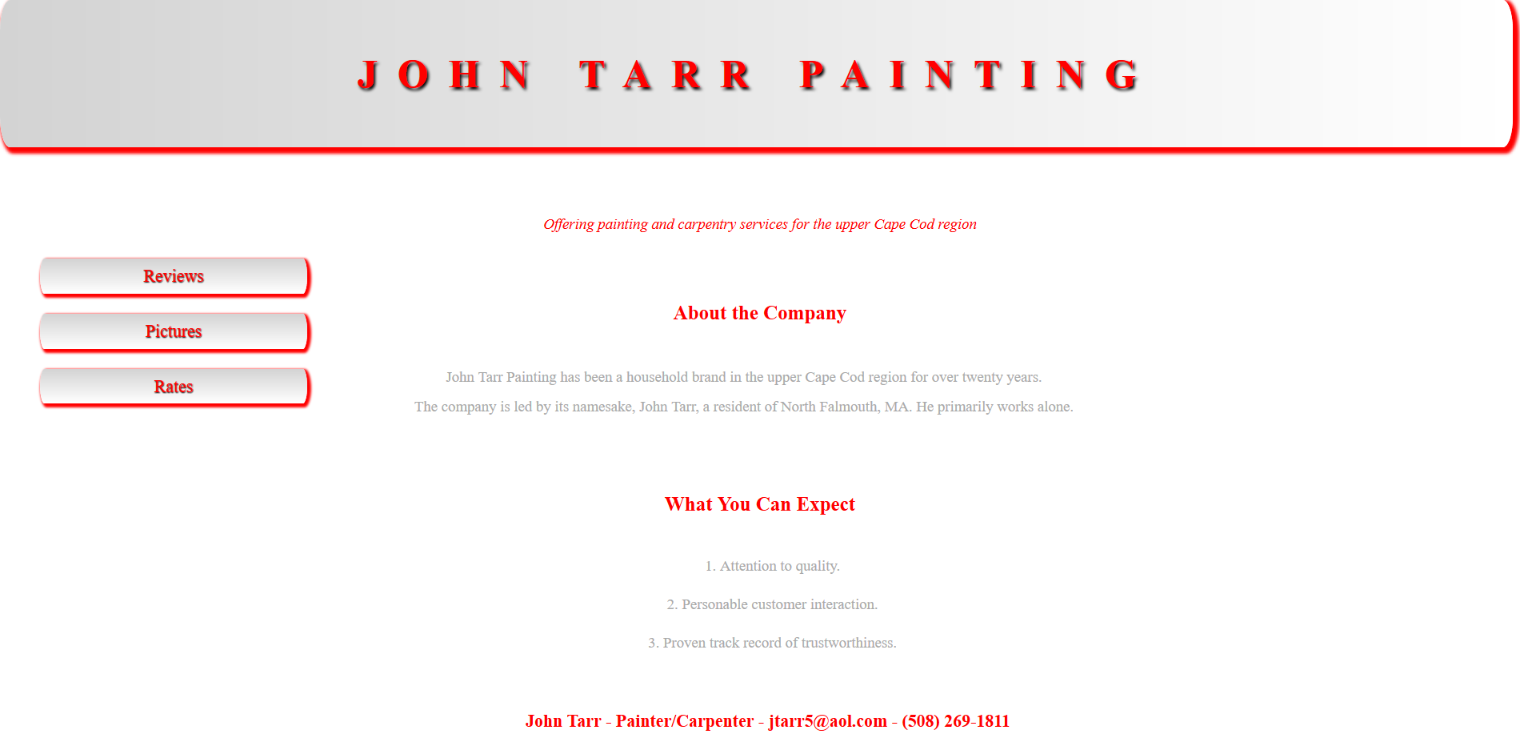 JOHN TARR PAINTING
Offering painting and carpentry services for the upper Cape Cod region
Reviews
Pictures
Rates
About the Company
John Tarr Painting has been a household brand in the upper Cape Cod region for over twenty years.
The company is led by its namesake, John Tarr, a resident of North Falmouth, MA. He primarily works alone.
What You Can Expect
1. Attention to quality.
2. Personable customer interaction.
3. Proven track record of trustworthiness.
John Tarr - Painter/Carpenter - jtarr5@aol.com - (508) 269-1811